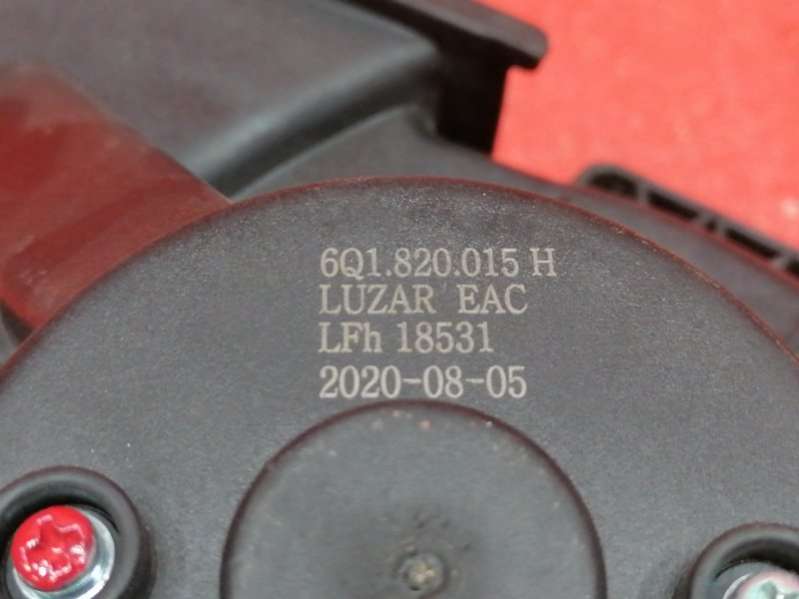 6Q1.820.015 H
LUZAR EAC
LFh 18531
2020-08-05